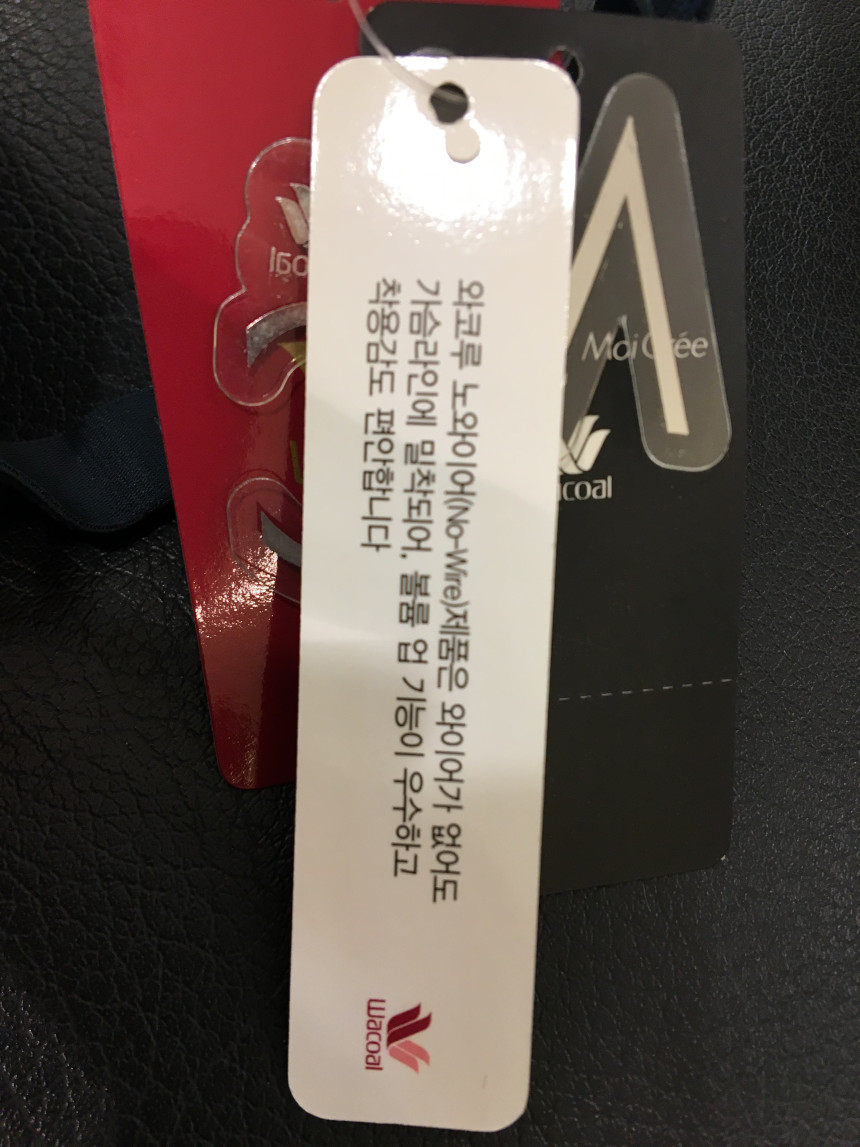 와코루 노와이어(No-Wire)제품은 와이어가 없어도
가슴라인에 밀착되어, 볼륨 업 기능이 우수하고
착용감도 편안합니다
wacoal
Moi Crée